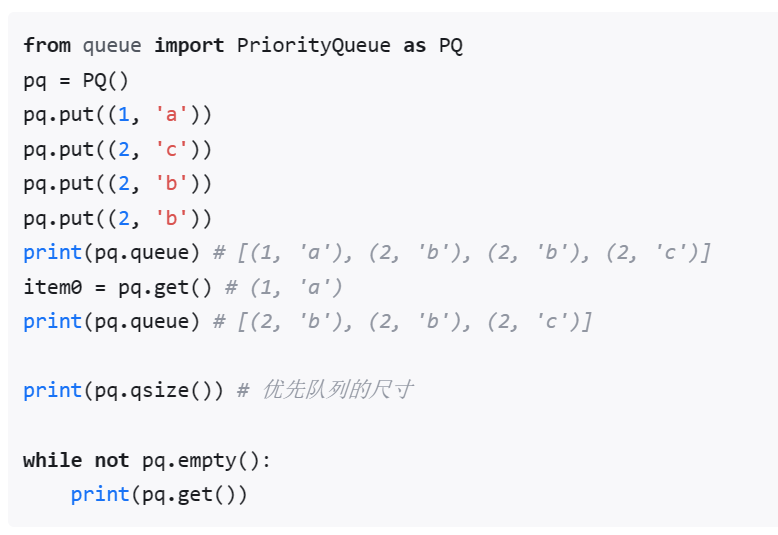 from queue import PriorityQueue as PQ
pq = PQ()
pq.put((1, 'a'))
pq.put((2, 'c'))
pq.put((2, 'b'))
pq.put((2, 'b'))
print(pq.queue) # [(1, 'a'), (2, 'b'), (2, 'b'), (2, 'c')]
item0 = pq.get() # (1, 'a')
print(pq.queue) # [(2, 'b'), (2, 'b'), (2, 'c')]
print(pq.qsize()) # 优先队列的尺寸
while not pq.empty():
    print(pq.get())